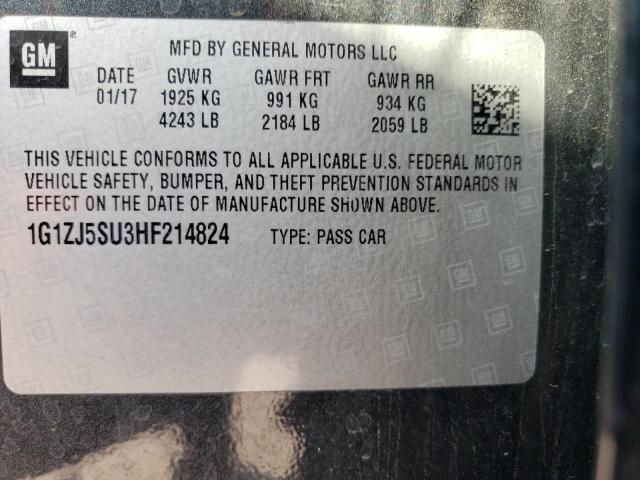 GM ®
MFD BY GENERAL MOTORS LLC
DATE GVWR GAWR FRT GAWR RR
01/17 1925 KG 991 KG 934 KG
4243 LB 2184 LB 2059 LB
THIS VEHICLE CONFORMS TO ALL APPLICABLE U.S. FEDERAL MOTOR
VEHICLE SAFETY, BUMPER, AND THEFT PREVENTION STANDARDS IN
EFFECT ON THE DATE OF MANUFACTURE SHOWN ABOVE.
1G1ZJ5SU3HF214824 TYPE: PASS CAR